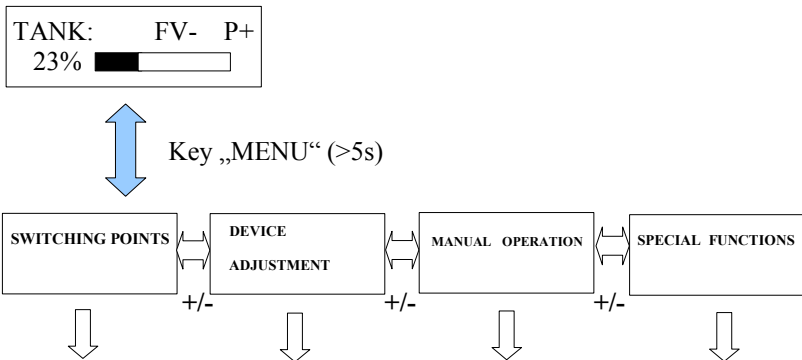 TANK: FV- P+
23%
Key „MENU“ (>5s)
SWITCHING POINTS
DEVICE
ADJUSTMENT
MANUAL OPERATION
SPECIAL FUNCTIONS
+/- +/- +/-